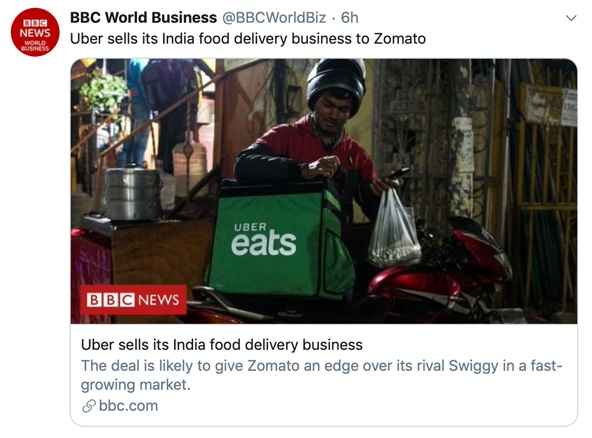 BBC
NEWS
WORLD
BUSINESS
BBC World Business @BBCWorldBiz · 6h
Uber sells its India food delivery business to Zomato
UBER
eats
BBC NEWS
Uber sells its India food delivery business
The deal is likely to give Zomato an edge over its rival Swiggy in a fast-
growing market.
bbc.com